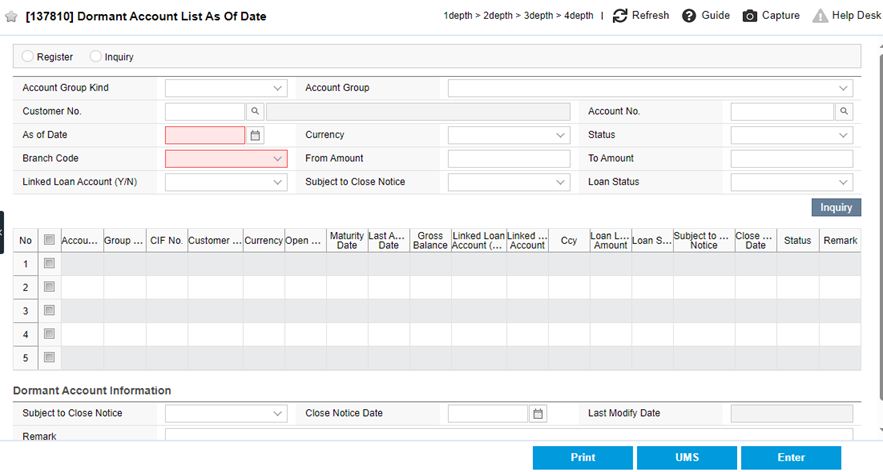 [137810] Dormant Account List As Of Date
1depth > 2depth > 3depth > 4depth | Refresh Guide Capture Help Desk
Register Inquiry
Account Group Kind Account Group
Customer No. Account No.
As of Date Currency Status
Branch Code From Amount To Amount
Linked Loan Account (Y/N) Subject to Close Notice Loan Status
Inquiry
No Accou... Group ... CIF No. Customer ... Currency Open ... Maturity Date Last A... Date Gross Balance Linked Loan Account (... Linked ... Account Ccy Loan L... Amount Loan S... Subject to ... Notice Close ... Date Status Remark
1
2
3
4
5
Dormant Account Information
Subject to Close Notice Close Notice Date Last Modify Date
Remark
Print UMS Enter